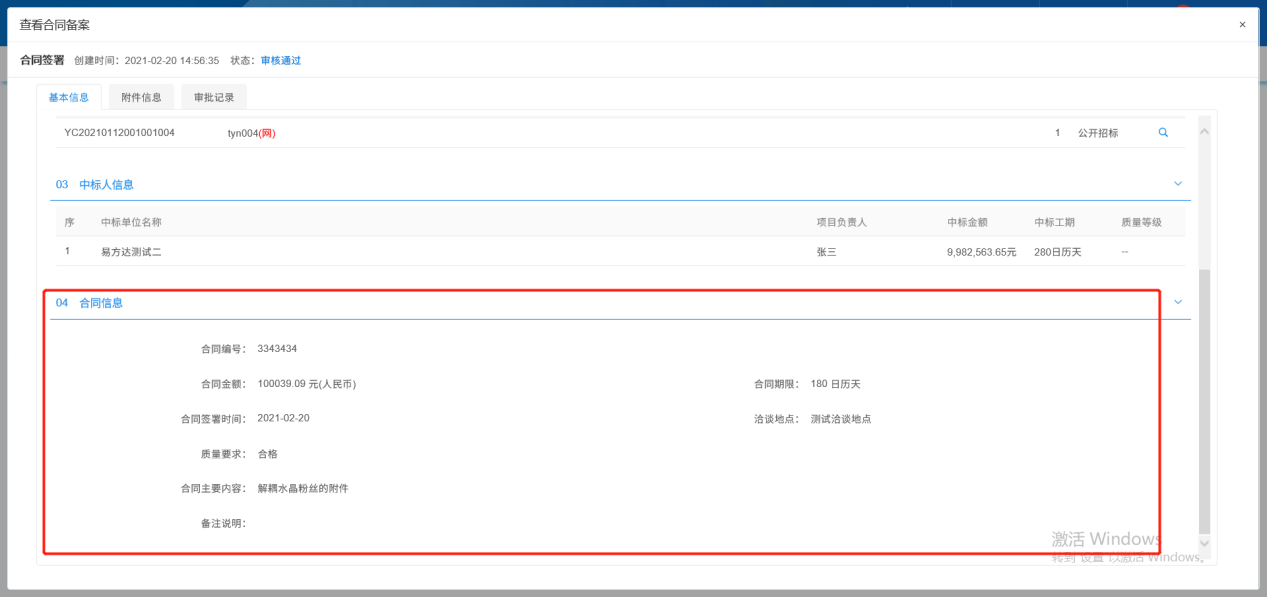 查看合同备案 ×
合同签署 创建时间：2021-02-20 14:56:35 状态：审核通过
基本信息 附件信息 审批记录
YC20210112001001004 tyn004(网) 1 公开招标
03 中标人信息
序 中标单位名称 项目负责人 中标金额 中标工期 质量等级
1 易方达测试二 张三 9,982,563.65元 280日历天 --
04 合同信息
合同编号： 3343434
合同金额： 100039.09 元(人民币) 合同期限： 180 日历天
合同签署时间： 2021-02-20 洽谈地点： 测试洽谈地点
质量要求： 合格
合同主要内容： 解耦水晶粉丝的附件
备注说明：
激活 Windows
转到"设置"以激活 Windows。